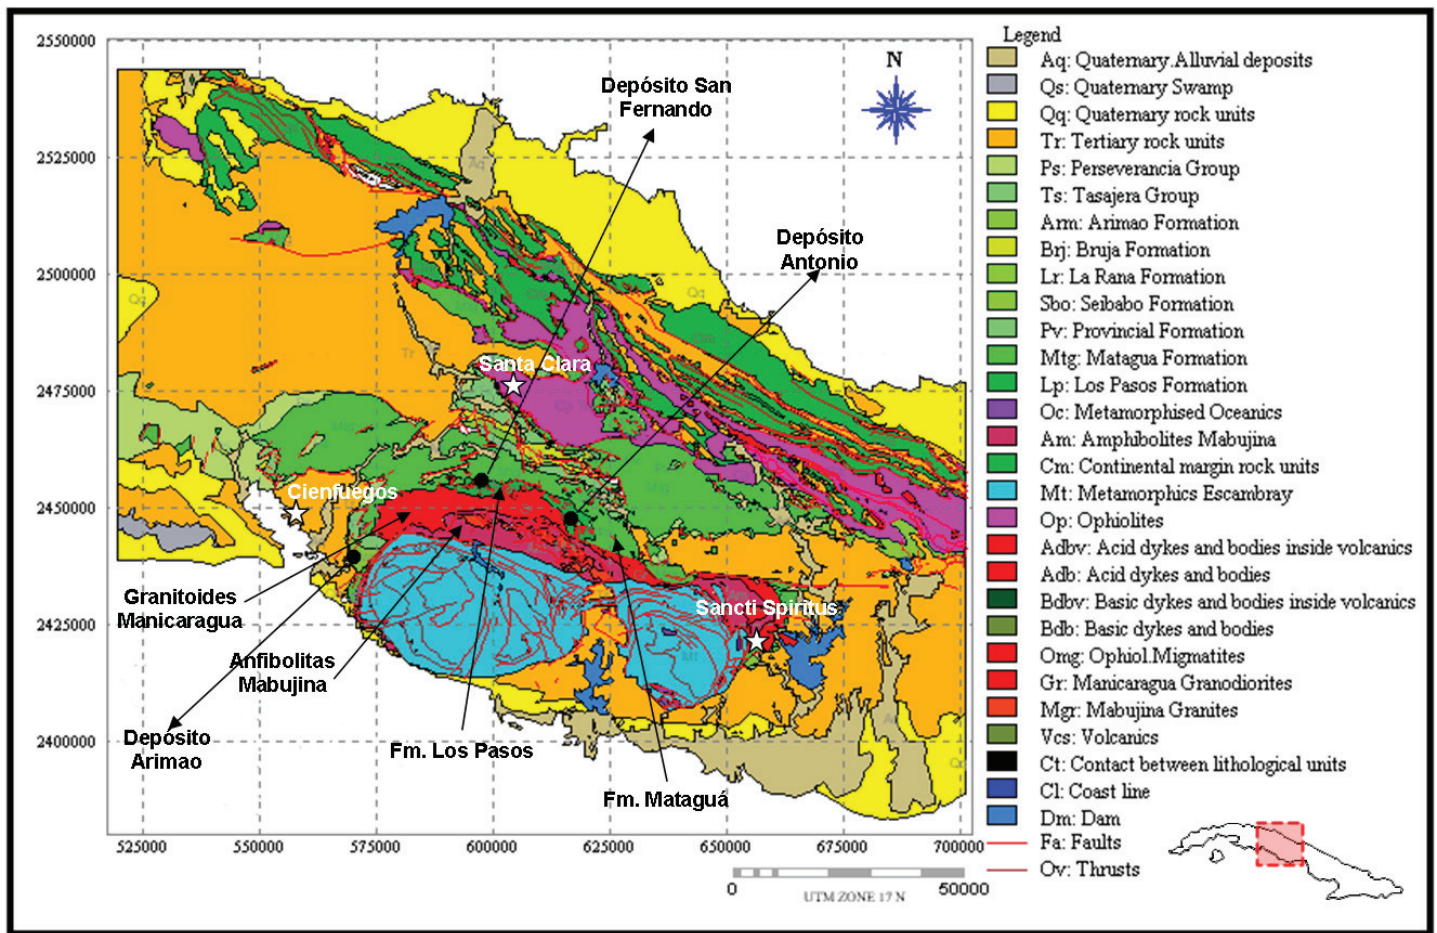 2550000
2525000
2500000
2475000
2450000
2425000
2400000
525000
550000
575000
600000
625000
650000
675000
700000
N
Depósito San
Fernando
Depósito
Antonio
Santa Clara
Cienfuegos
Sancti Spiritus
Granitoides
Manicaragua
Anfibolitas
Mabujina
Depósito
Arimao
Fm. Los Pasos
Fm. Mataguá
Aq
Qq
Tr
Qq
Mt
0
50000
UTM ZONE 17 N
Legend
Aq: Quaternary.Alluvial deposits
Qs: Quaternary Swamp
Qq: Quaternary rock units
Tr: Tertiary rock units
Ps: Perseverancia Group
Ts: Tasajera Group
Arm: Arimao Formation
Brj: Bruja Formation
Lr: La Rana Formation
Sbo: Seibabo Formation
Pv: Provincial Formation
Mtg: Matagua Formation
Lp: Los Pasos Formation
Oc: Metamorphised Oceanics
Am: Amphibolites Mabujina
Cm: Continental margin rock units
Mt: Metamorphics Escambray
Op: Ophiolites
Adbv: Acid dykes and bodies inside volcanics
Adb: Acid dykes and bodies
Bdbv: Basic dykes and bodies inside volcanics
Bdb: Basic dykes and bodies
Omg: Ophiol.Migmatites
Gr: Manicaragua Granodiorites
Mgr: Mabujina Granites
Vcs: Volcanics
Ct: Contact between lithological units
Cl: Coast line
Dm: Dam
Fa: Faults
Ov: Thrusts